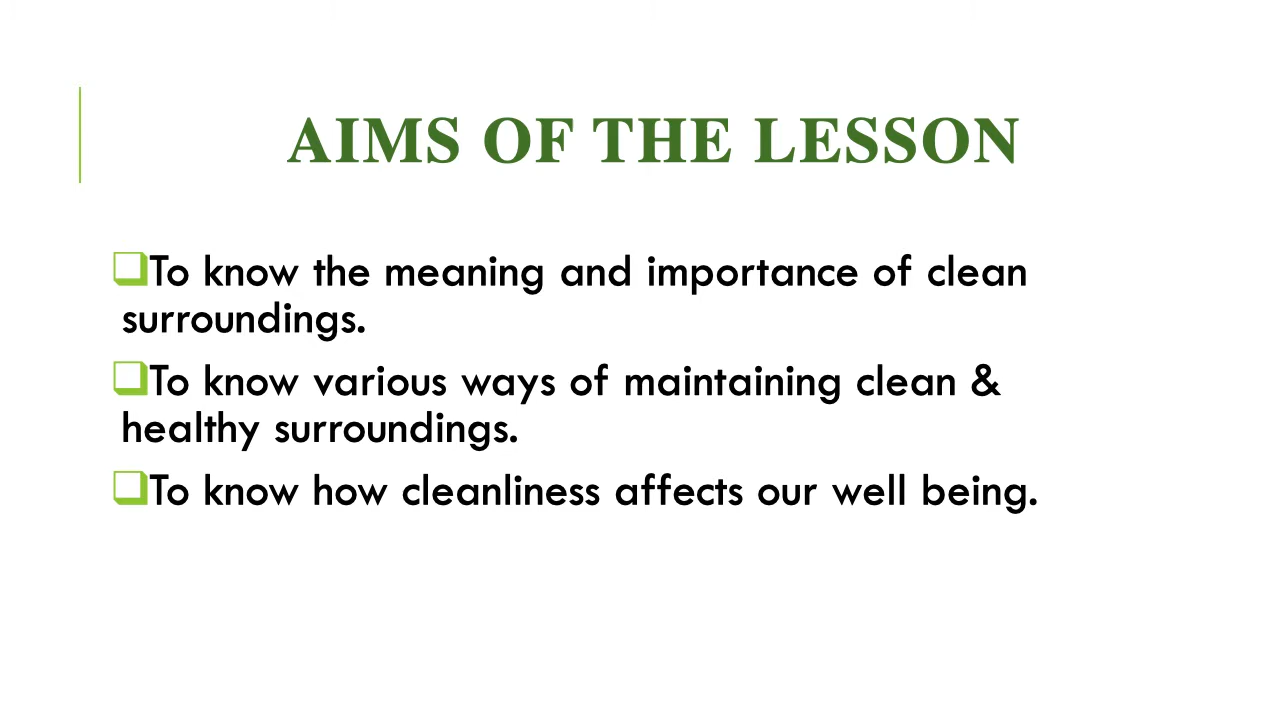 AIMS OF THE LESSON
To know the meaning and importance of clean
surroundings.
To know various ways of maintaining clean &
healthy surroundings.
To know how cleanliness affects our well being.